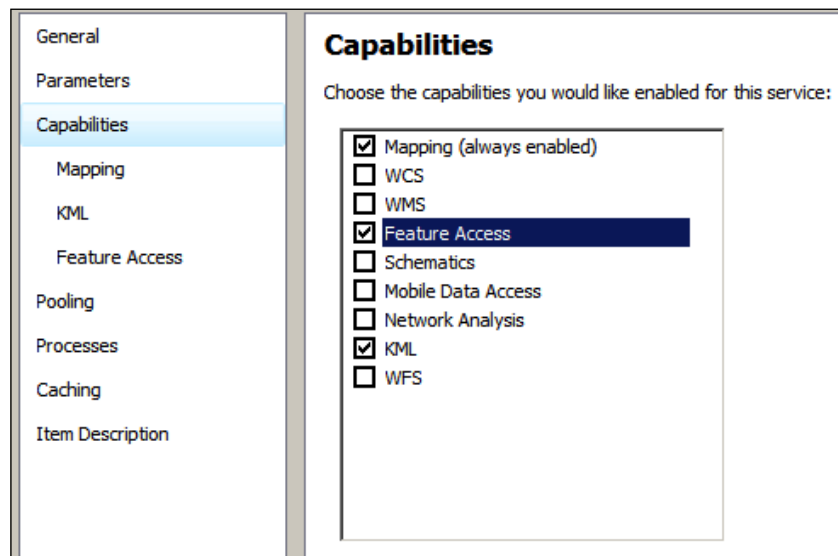 General
Parameters
Capabilities
Mapping
KML
Feature Access
Pooling
Processes
Caching
Item Description
Capabilities
Choose the capabilities you would like enabled for this service:
Mapping (always enabled)
WCS
WMS
Feature Access
Schematics
Mobile Data Access
Network Analysis
KML
WFS